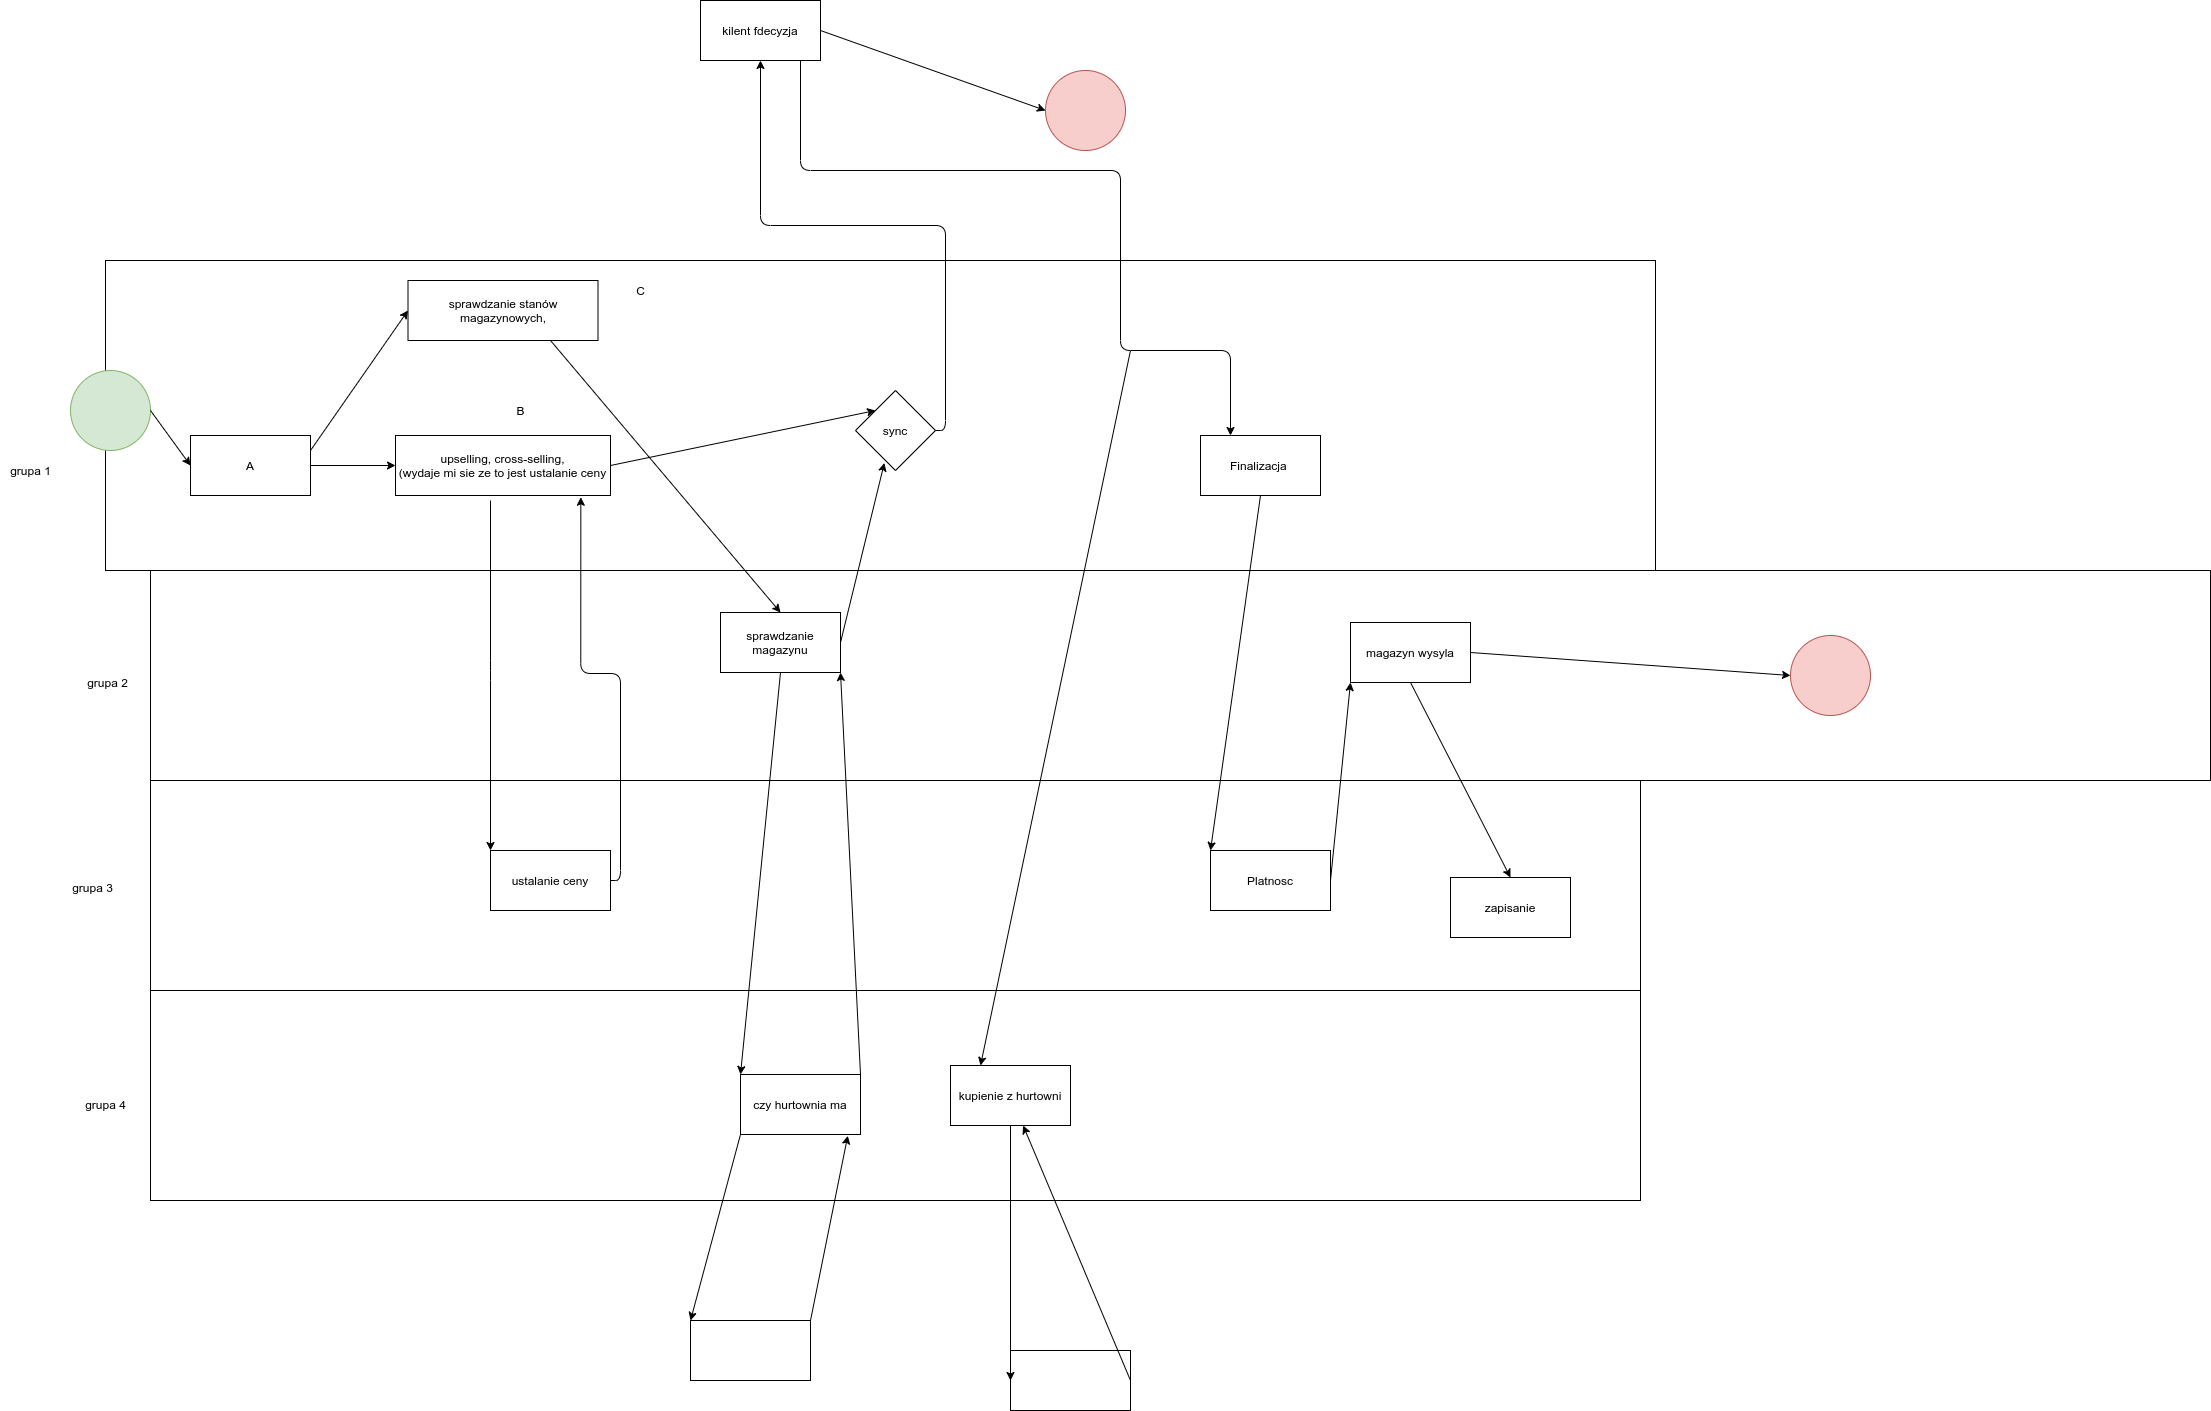 kilent fdecyzja
sprawdzanie stanów
magazynowych,
C
B
sync
grupa 1
A
upselling, cross-selling,
(wydaje mi sie ze to jest ustalanie ceny
Finalizacja
sprawdzanie
magazynu
magazyn wysyla
grupa 2
grupa 3
ustalanie ceny
Platnosc
zapisanie
grupa 4
czy hurtownia ma
kupienie z hurtowni